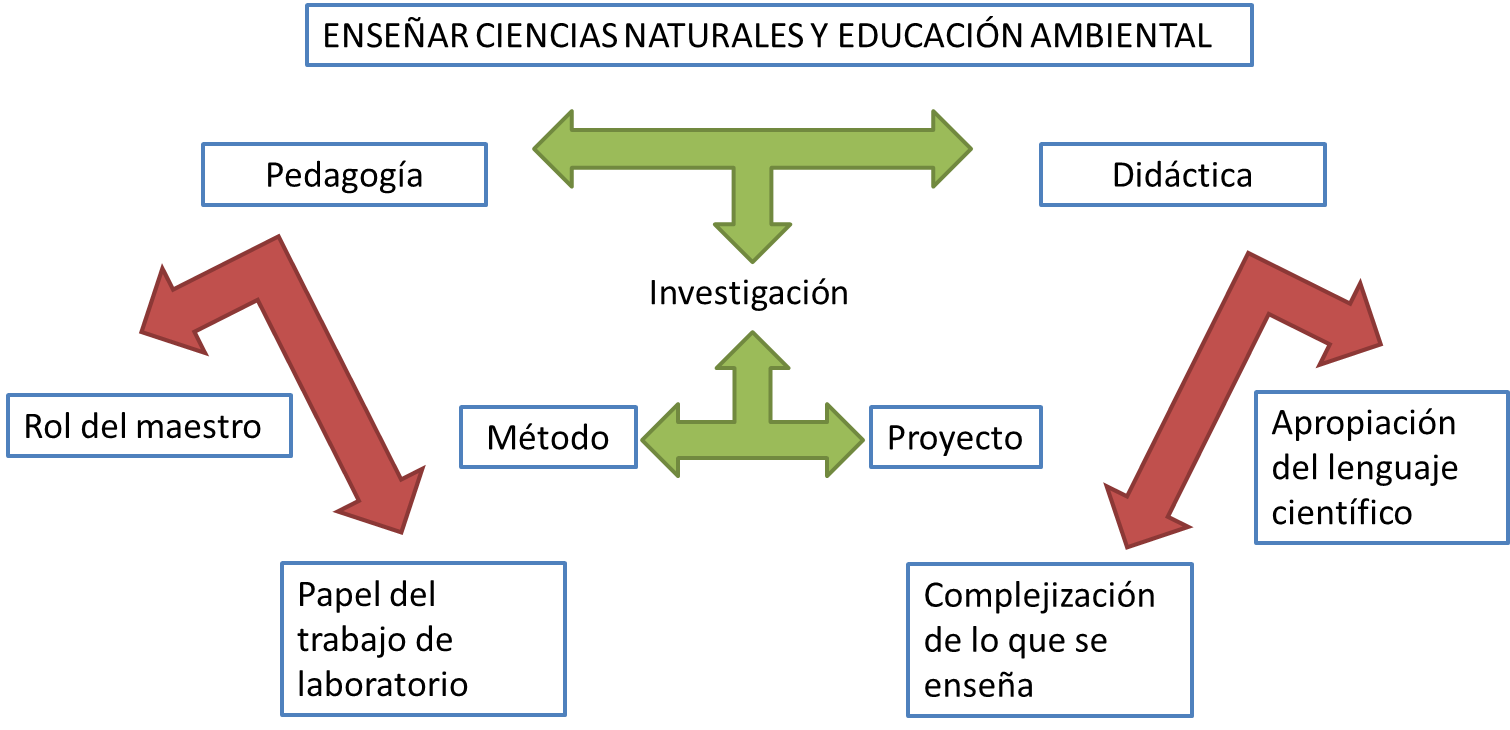 ENSEÑAR CIENCIAS NATURALES Y EDUCACIÓN AMBIENTAL
Pedagogía
Didáctica
Investigación
Rol del maestro
Método
Proyecto
Apropiación
del lenguaje
científico
Papel del
trabajo de
laboratorio
Complejización
de lo que se
enseña